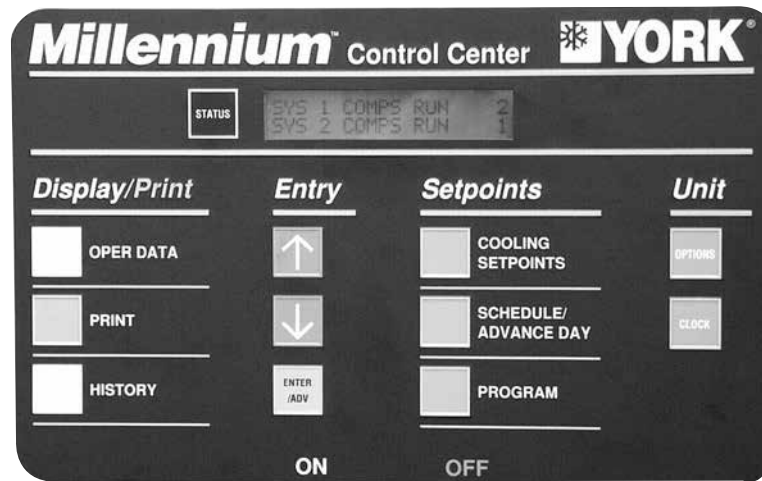 Millennium™ Control Center YORK®
STATUS
SYS 1 COMPS RUN 2
SYS 2 COMPS RUN 1
Display/Print
Entry
Setpoints
Unit
OPER DATA
PRINT
HISTORY
ENTER
/ADV
COOLING
SETPOINTS
SCHEDULE/
ADVANCE DAY
PROGRAM
OPTIONS
CLOCK
ON
OFF